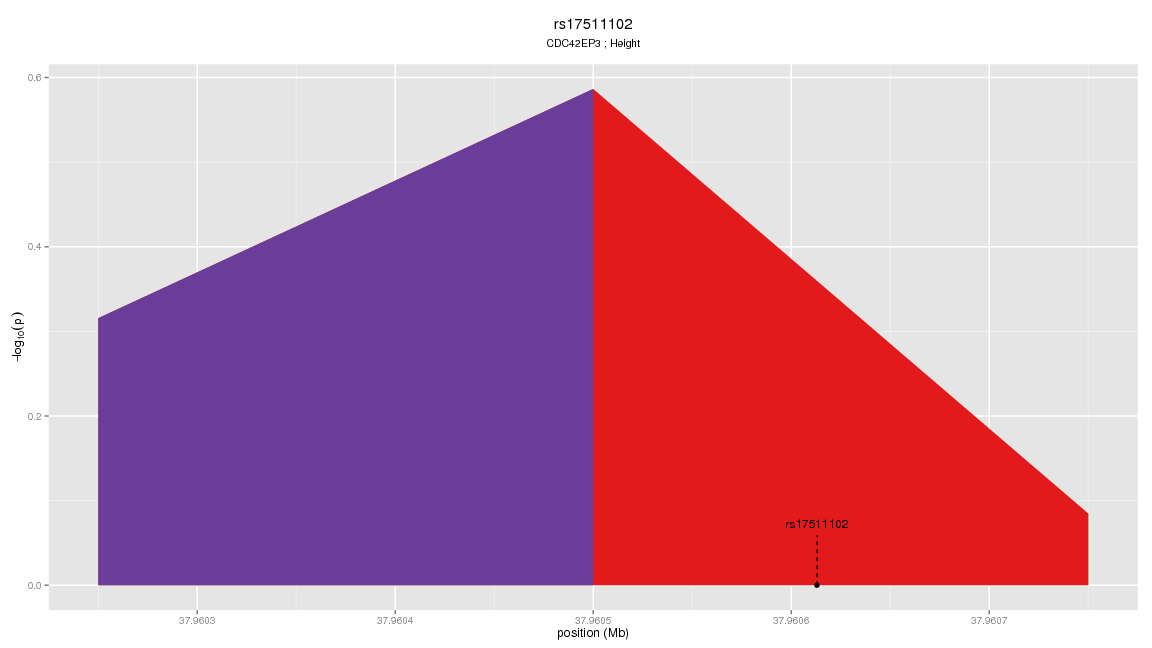 rs17511102
CDC42EP3 ; Height
−log10(p)
0.6
0.4
0.2
0.0
rs17511102
37.9603 37.9604 37.9605 37.9606 37.9607
position (Mb)